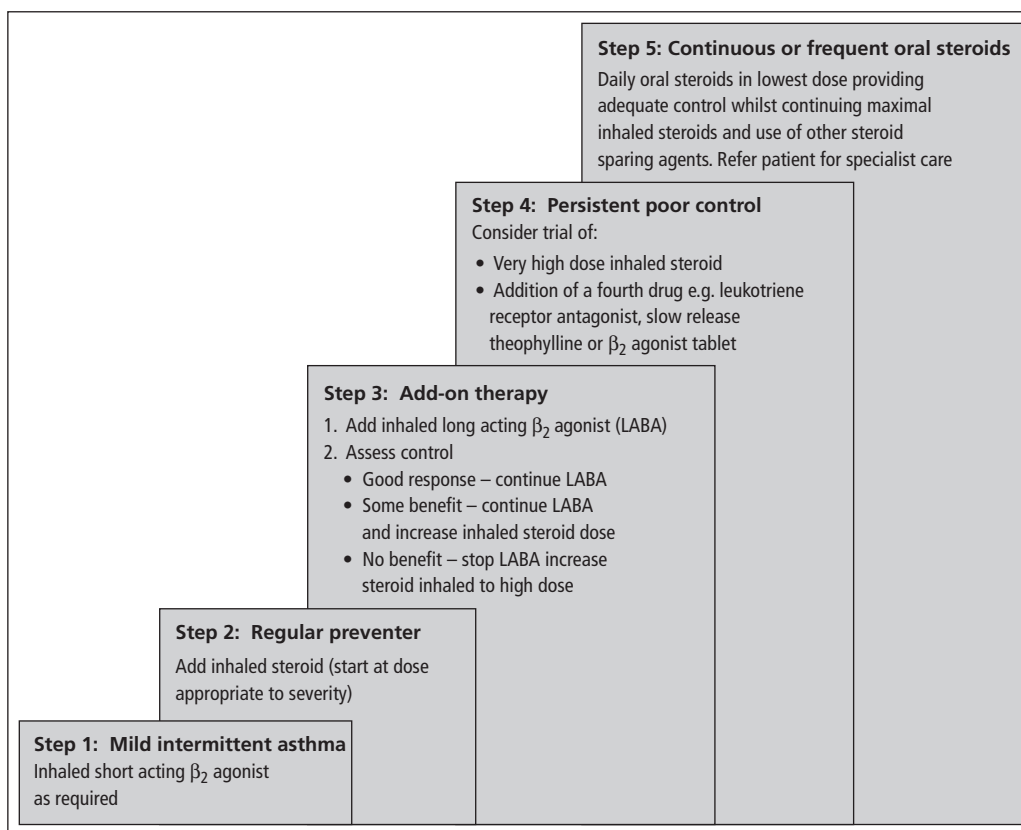 Step 5: Continuous or frequent oral steroids
Daily oral steroids in lowest dose providing
adequate control whilst continuing maximal
inhaled steroids and use of other steroid
sparing agents. Refer patient for specialist care
Step 4: Persistent poor control
Consider trial of:
• Very high dose inhaled steroid
• Addition of a fourth drug e.g. leukotriene
receptor antagonist, slow release
theophylline or β₂ agonist tablet
Step 3: Add-on therapy
1. Add inhaled long acting β₂ agonist (LABA)
2. Assess control
• Good response – continue LABA
• Some benefit – continue LABA
and increase inhaled steroid dose
• No benefit – stop LABA increase
steroid inhaled to high dose
Step 2: Regular preventer
Add inhaled steroid (start at dose
appropriate to severity)
Step 1: Mild intermittent asthma
Inhaled short acting β₂ agonist
as required